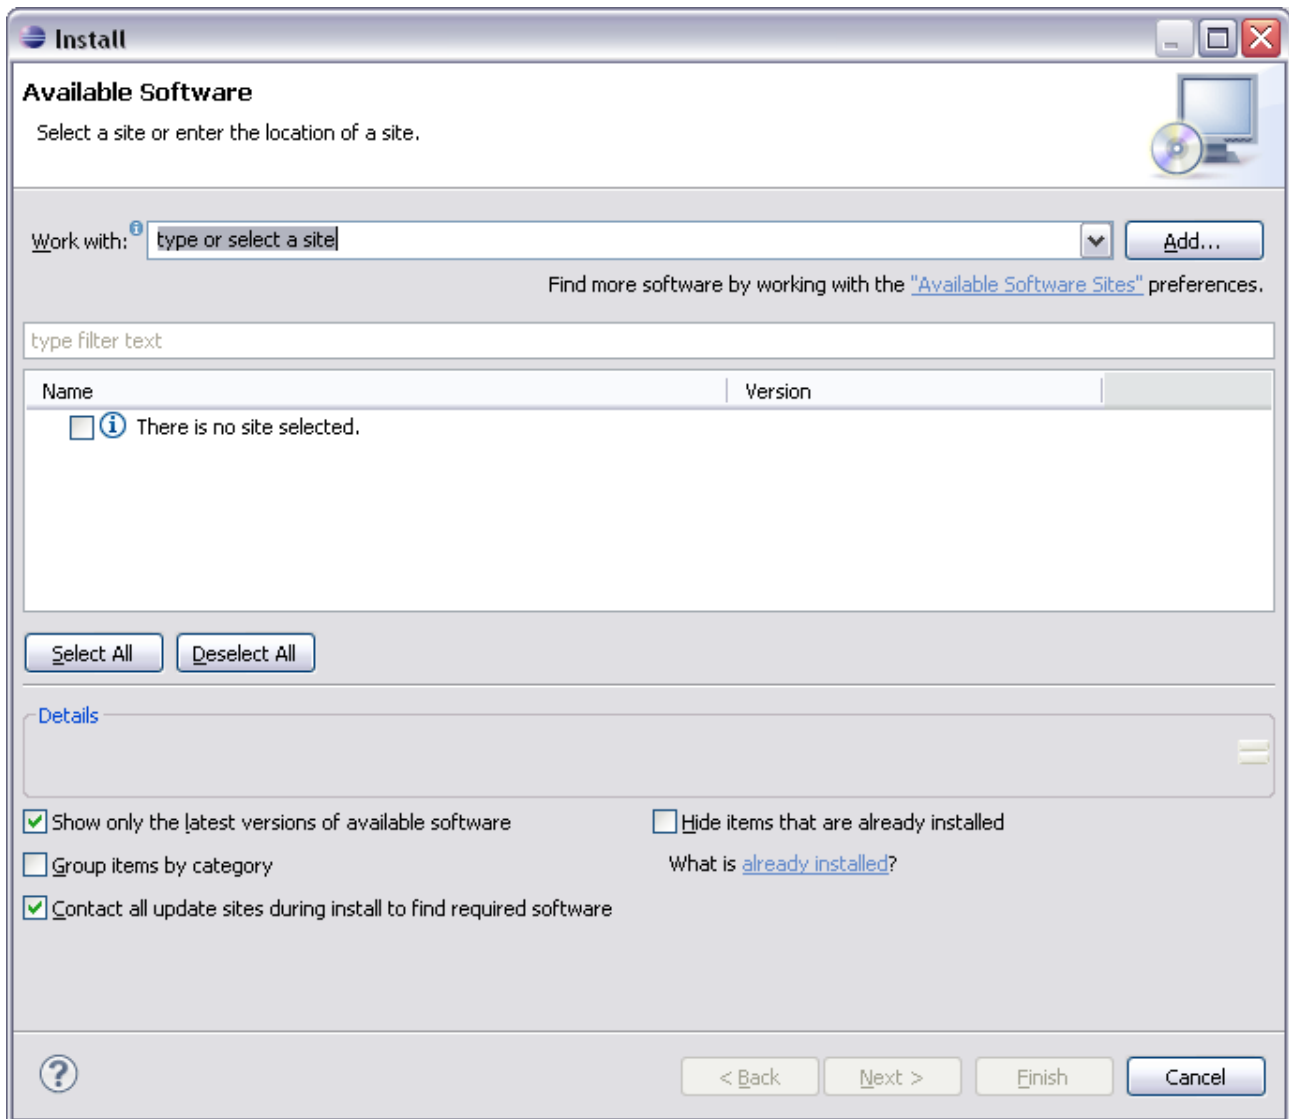 Install
Available Software
Select a site or enter the location of a site.
Work with: type or select a site Add...
Find more software by working with the "Available Software Sites" preferences.
type filter text
Name Version
There is no site selected.
Select All Deselect All
Details
Show only the latest versions of available software Hide items that are already installed
Group items by category What is already installed?
Contact all update sites during install to find required software
? < Back Next > Finish Cancel